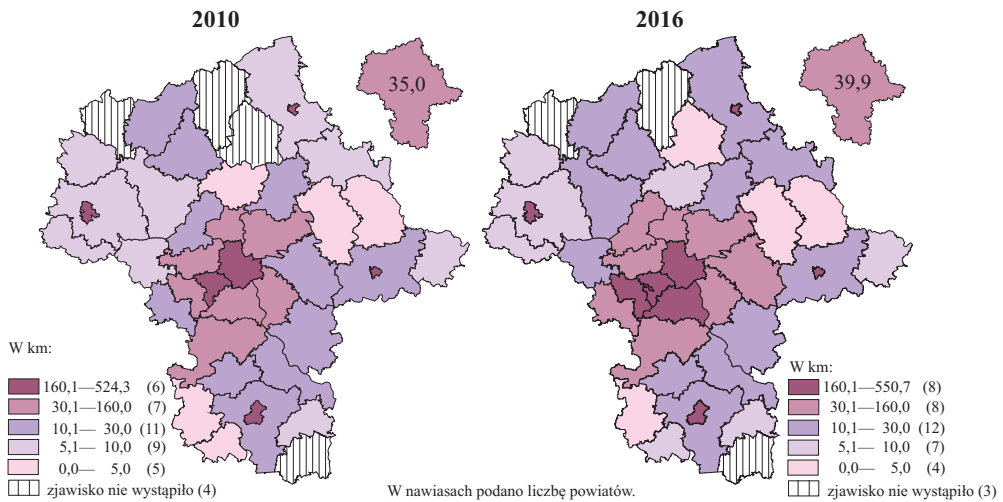 2010
2016
35,0
39,9
W km:
160,1—524,3 (6)
30,1—160,0 (7)
10,1— 30,0 (11)
5,1— 10,0 (9)
0,0— 5,0 (5)
zjawisko nie wystąpiło (4)
W km:
160,1—550,7 (8)
30,1—160,0 (8)
10,1— 30,0 (12)
5,1— 10,0 (7)
0,0— 5,0 (4)
zjawisko nie wystąpiło (3)
W nawiasach podano liczbę powiatów.